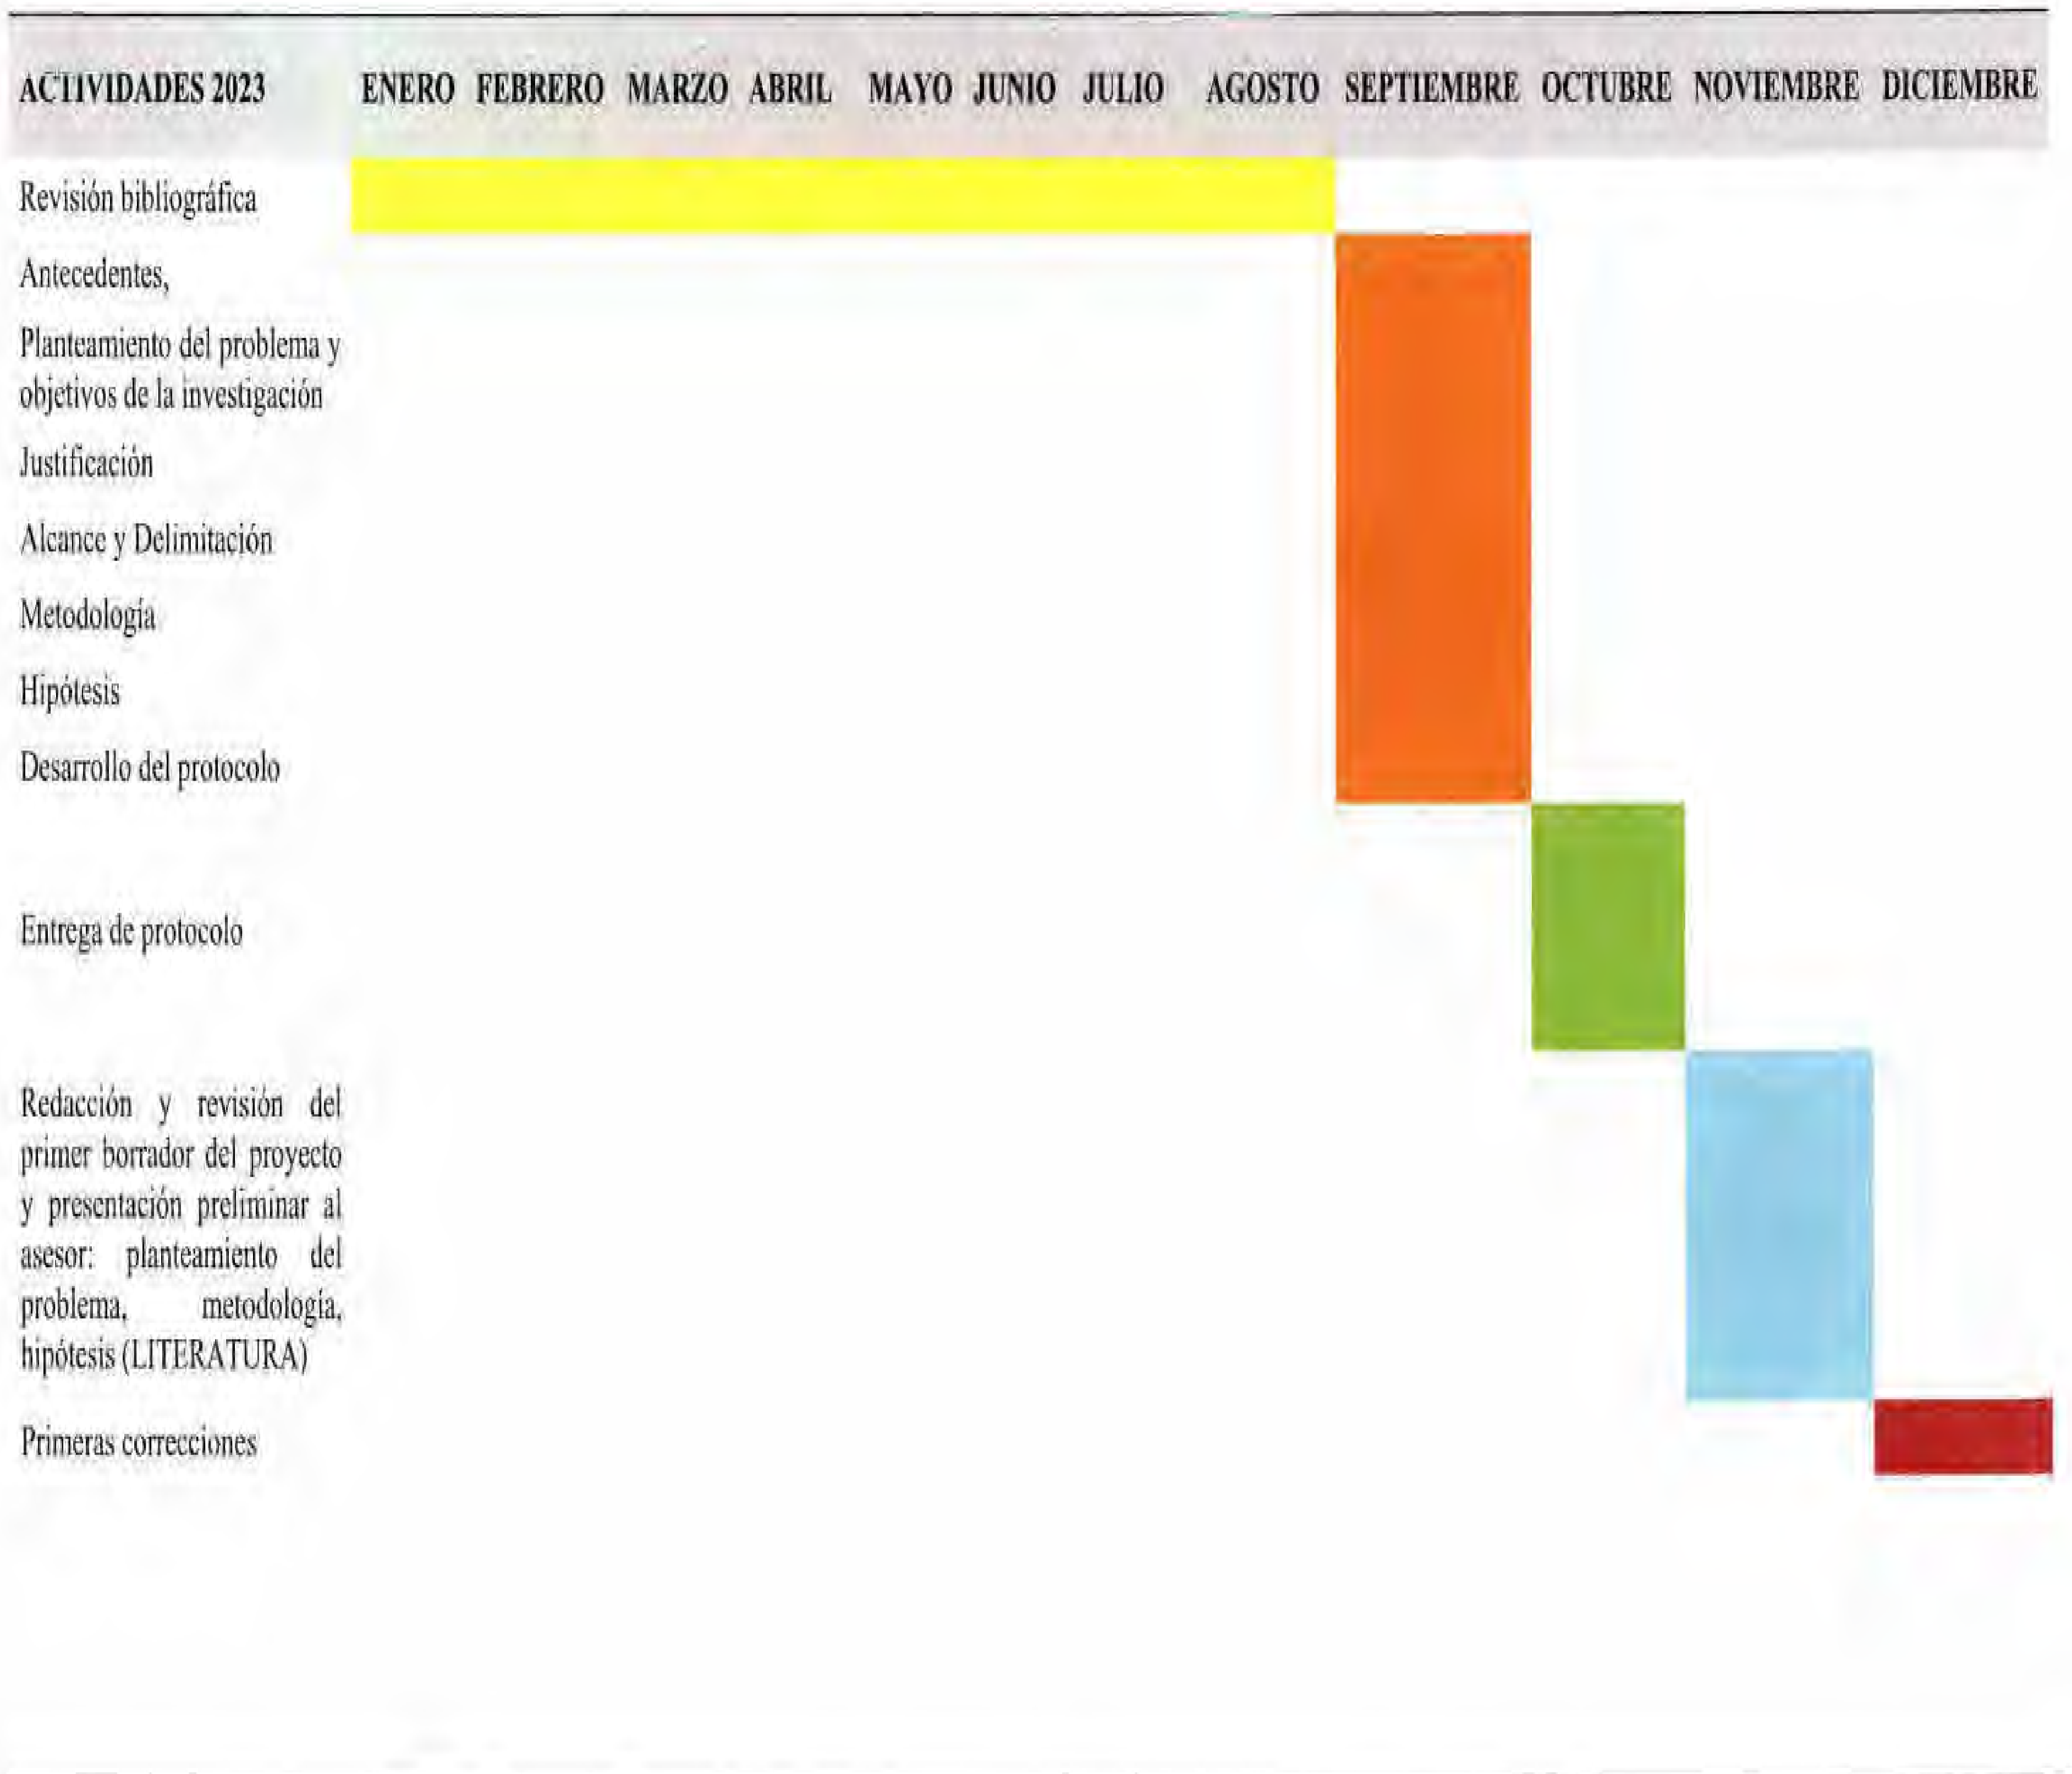 ACTIVIDADES 2023 ENERO FEBRERO MARZO ABRIL MAYO JUNIO JULIO AGOSTO SEPTIEMBRE OCTUBRE NOVIEMBRE DICIEMBRE
Revisión bibliográfica
Antecedentes,
Planteamiento del problema y
objetivos de la investigación
Justificación
Alcance y Delimitación
Metodología
Hipótesis
Desarrollo del protocolo
Entrega de protocolo
Redacción y revisión del
primer borrador del proyecto
y presentación preliminar al
asesor: planteamiento del
problema, metodología,
hipótesis (LITERATURA)
Primeras correcciones